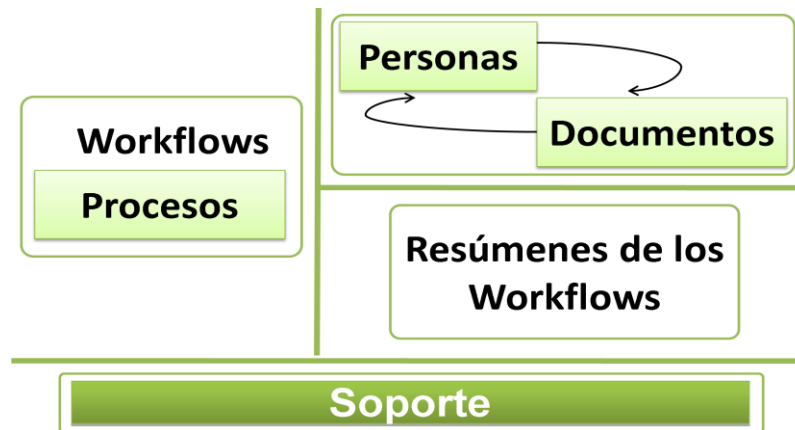 Workflows
Procesos
Personas
Documentos
Resúmenes de los
Workflows
Soporte